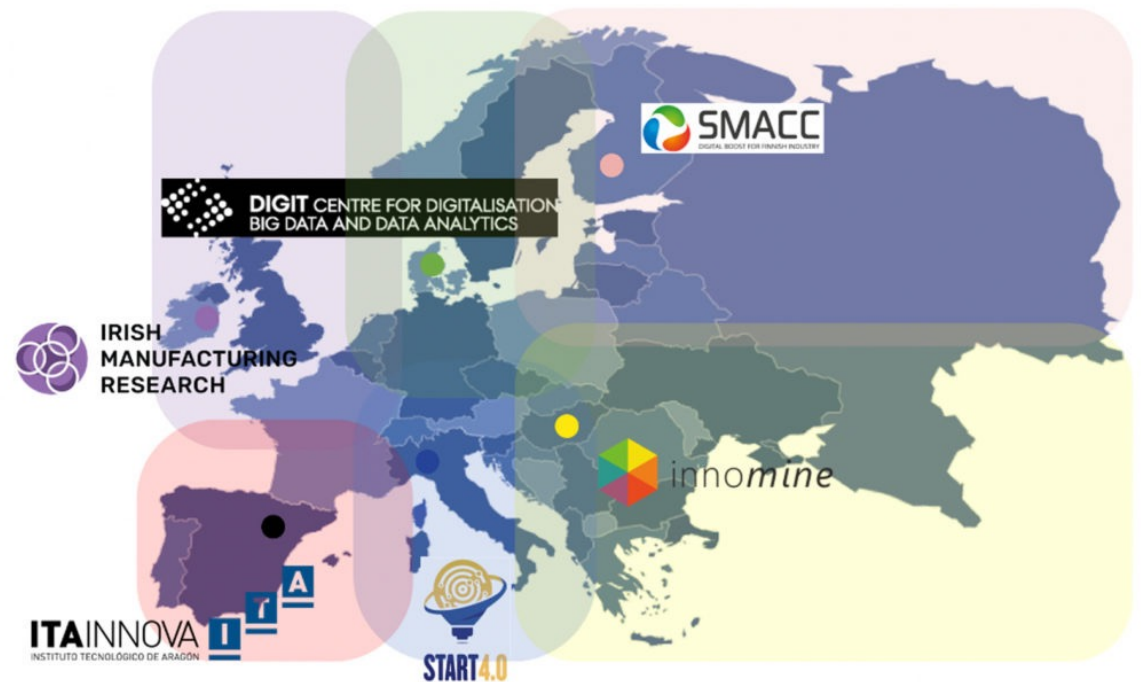 SMACC
DIGITAL BOOST FOR FINNISH INDUSTRY
DIGIT CENTRE FOR DIGITALISATION
BIG DATA AND DATA ANALYTICS
IRISH
MANUFACTURING
RESEARCH
innomine
ITAINNOVA
INSTITUTO TECNOLÓGICO DE ARAGÓN
I T A
START4.0